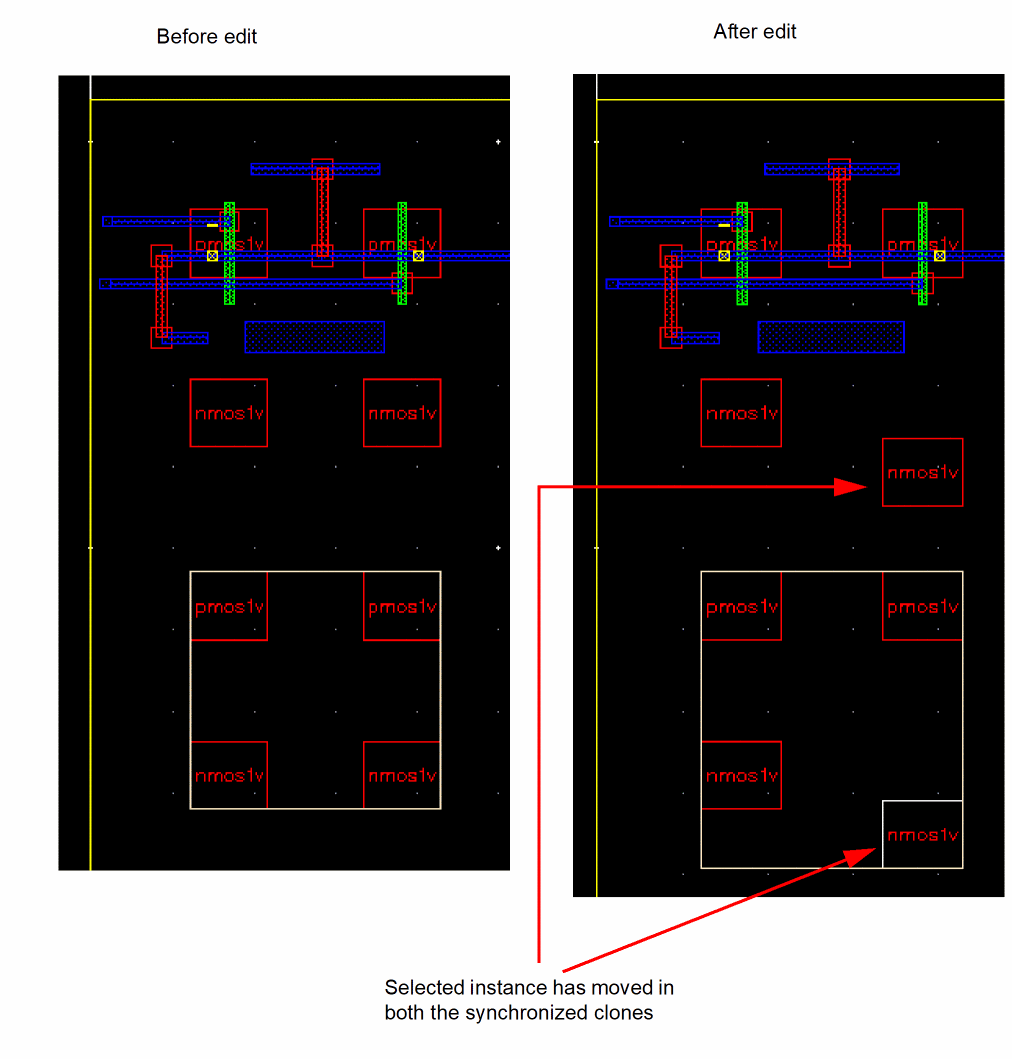 Before edit
After edit
pmos1v pmos1v
pmos1v pmos1v
nmos1v nmos1v
nmos1v
nmos1v
pmos1v pmos1v
pmos1v pmos1v
nmos1v nmos1v
nmos1v
nmos1v
Selected instance has moved in
both the synchronized clones